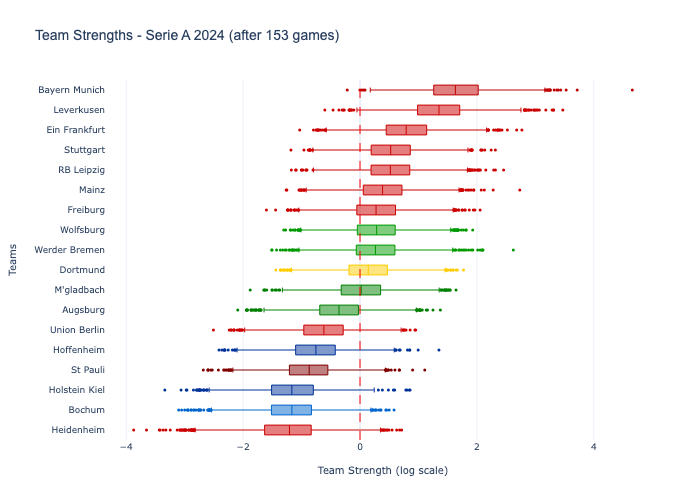 Team Strengths - Serie A 2024 (after 153 games)
Bayern Munich
Leverkusen
Ein Frankfurt
Stuttgart
RB Leipzig
Mainz
Freiburg
Wolfsburg
Werder Bremen
Dortmund
M'gladbach
Augsburg
Union Berlin
Hoffenheim
St Pauli
Holstein Kiel
Bochum
Heidenheim
Teams
−4 −2 0 2 4
Team Strength (log scale)